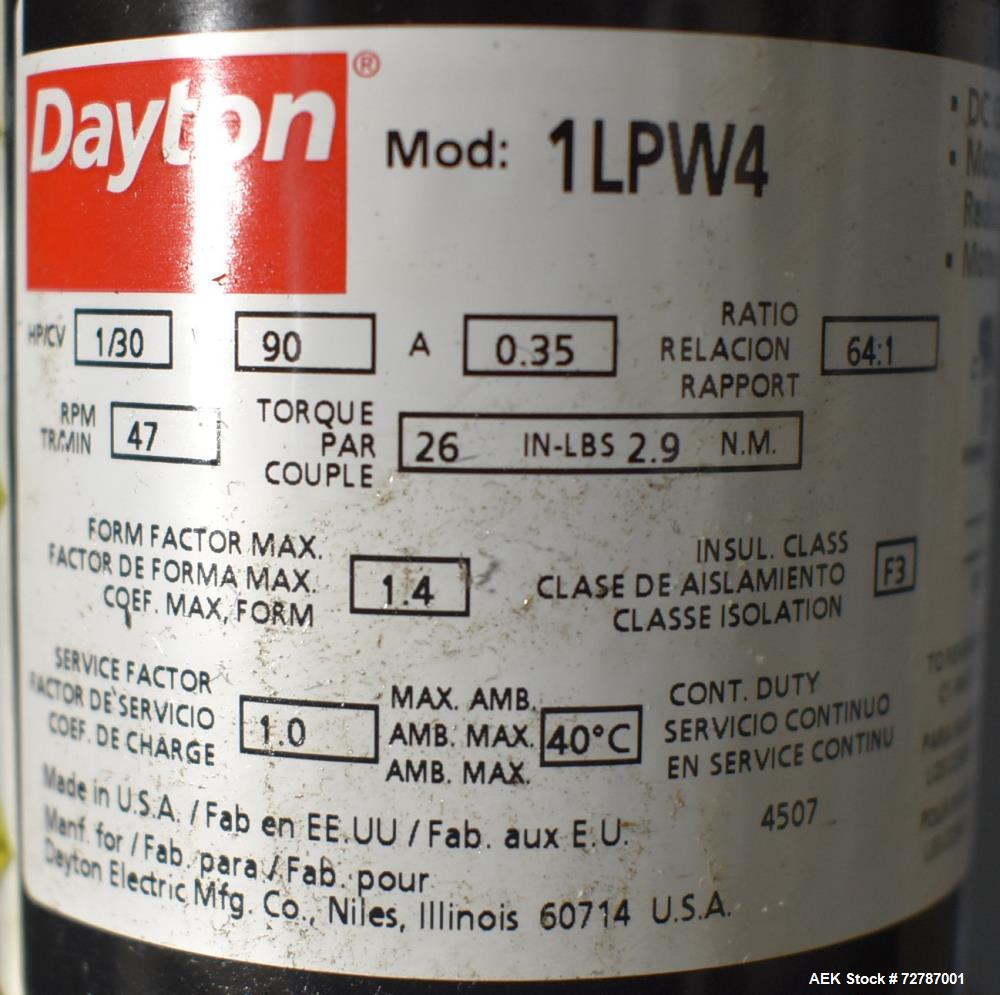 Dayton®
Mod: 1LPW4
HP/CV 1/30 90 A 0.35 RATIO RELACION RAPPORT 64:1
RPM TR/MIN 47 TORQUE PAR COUPLE 26 IN-LBS 2.9 N.M.
FORM FACTOR MAX.
FACTOR DE FORMA MAX. 1.4
COEF. MAX, FORM
INSUL. CLASS
CLASE DE AISLAMIENTO F3
CLASSE ISOLATION
SERVICE FACTOR
FACTOR DE SERVICIO 1.0
COEF. DE CHARGE
MAX. AMB.
AMB. MAX. 40°C
AMB. MAX.
CONT. DUTY
SERVICIO CONTINUO
EN SERVICE CONTINU
4507
Made in U.S.A. / Fab en EE.UU / Fab. aux E.U.
Manf. for / Fab. para / Fab. pour
Dayton Electric Mfg. Co., Niles, Illinois 60714 U.S.A.
DC
AEK Stock # 72787001